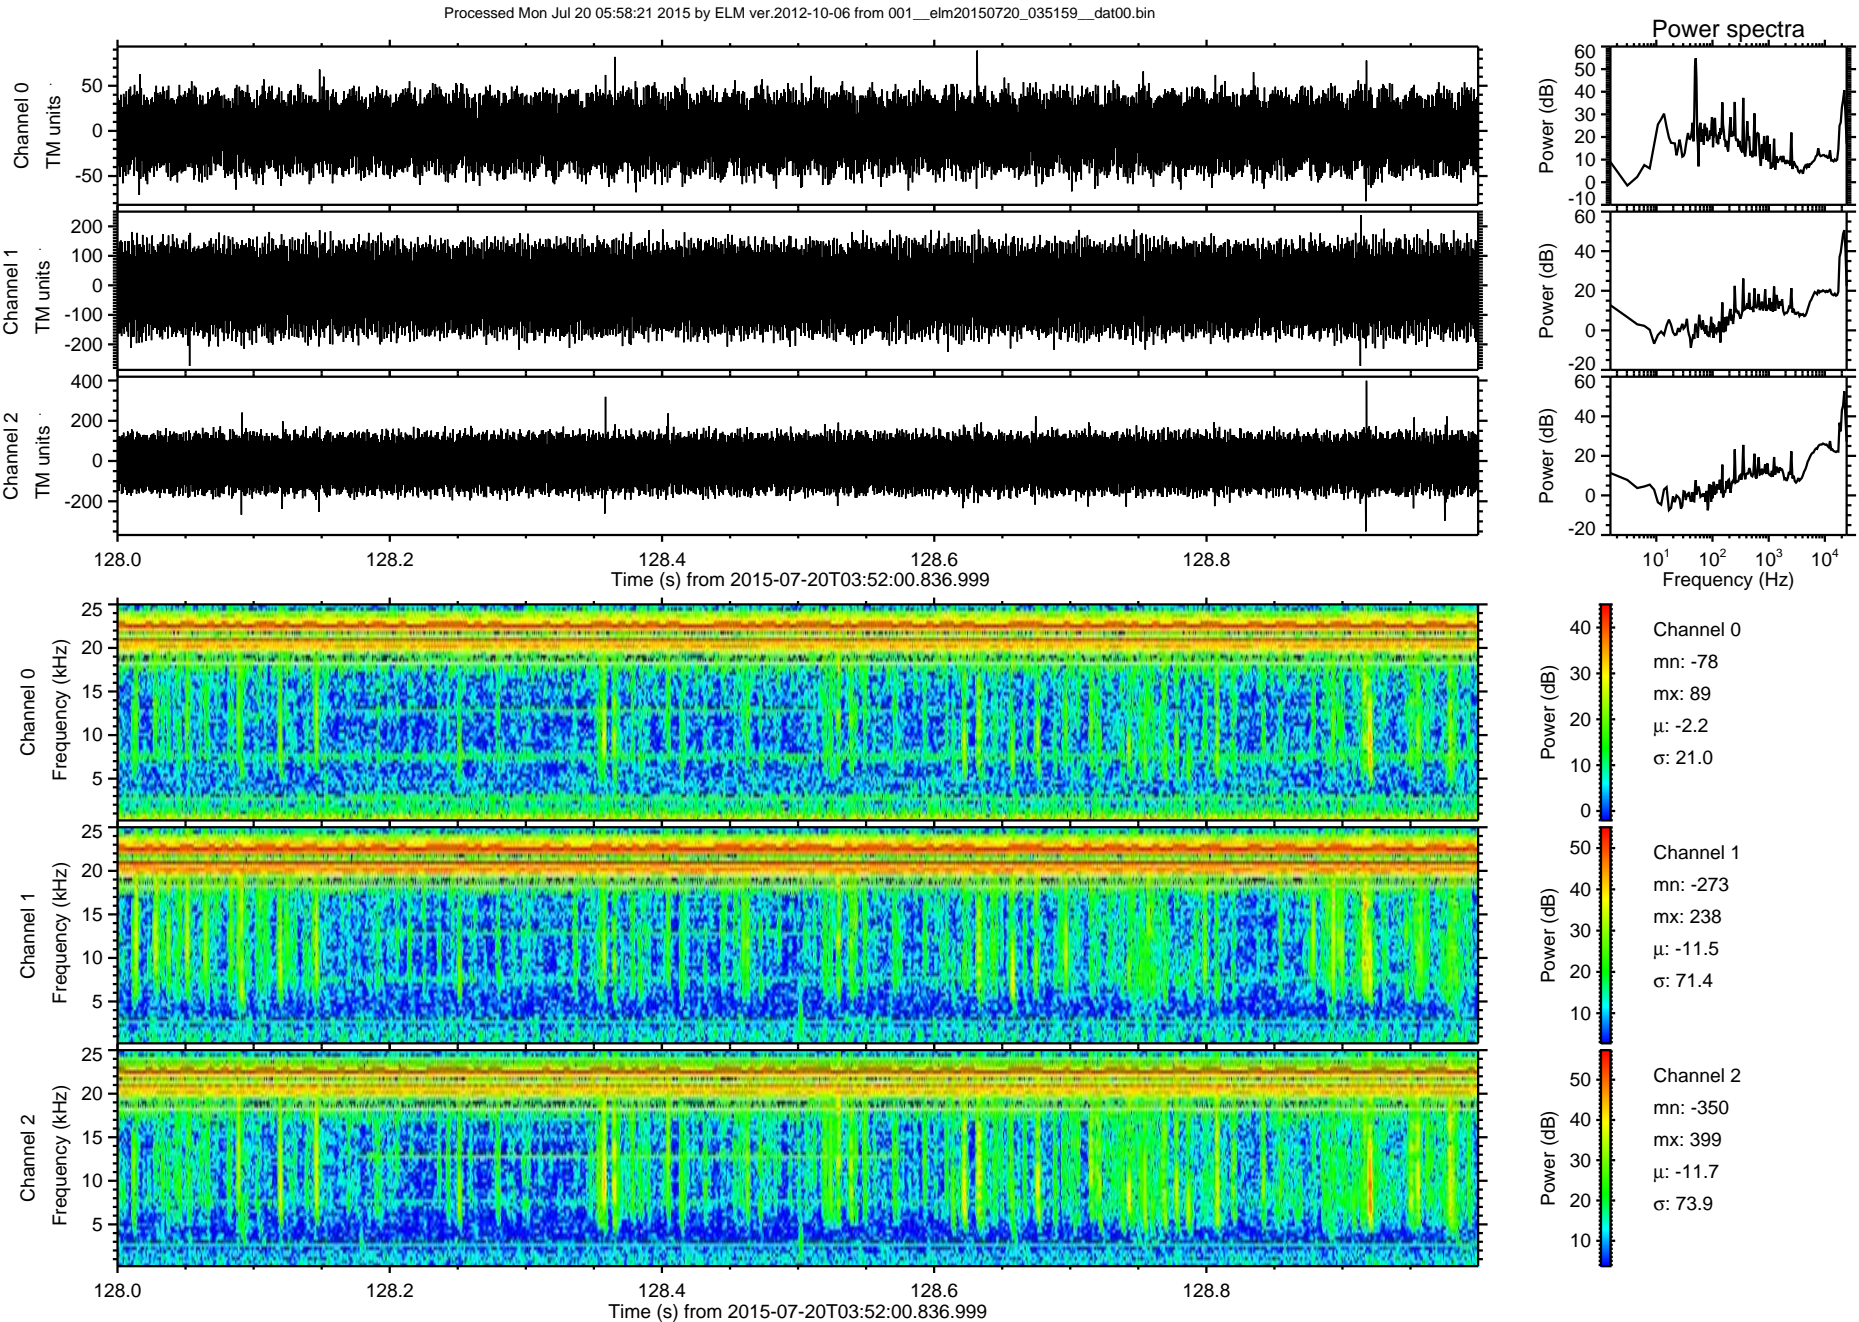 Processed Mon Jul 20 05:58:21 2015 by ELM ver.2012-10-06 from 001__elm20150720_035159__dat00.bin
Power spectra
Channel 0
TM units
50
0
-50
Power (dB)
60
50
40
30
20
10
0
-10
Channel 1
TM units
200
100
0
-100
-200
Power (dB)
60
40
20
0
-20
Channel 2
TM units
400
200
0
-200
Power (dB)
60
40
20
0
-20
128.0 128.2 128.4 128.6 128.8
Time (s) from 2015-07-20T03:52:00.836.999
10^1 10^2 10^3 10^4
Frequency (Hz)
Channel 0
Frequency (kHz)
25
20
15
10
5
Power (dB)
40
30
20
10
0
Channel 0
mn: -78
mx: 89
μ: -2.2
σ: 21.0
Channel 1
Frequency (kHz)
25
20
15
10
5
Power (dB)
50
40
30
20
10
Channel 1
mn: -273
mx: 238
μ: -11.5
σ: 71.4
Channel 2
Frequency (kHz)
25
20
15
10
5
Power (dB)
50
40
30
20
10
Channel 2
mn: -350
mx: 399
μ: -11.7
σ: 73.9
128.0 128.2 128.4 128.6 128.8
Time (s) from 2015-07-20T03:52:00.836.999